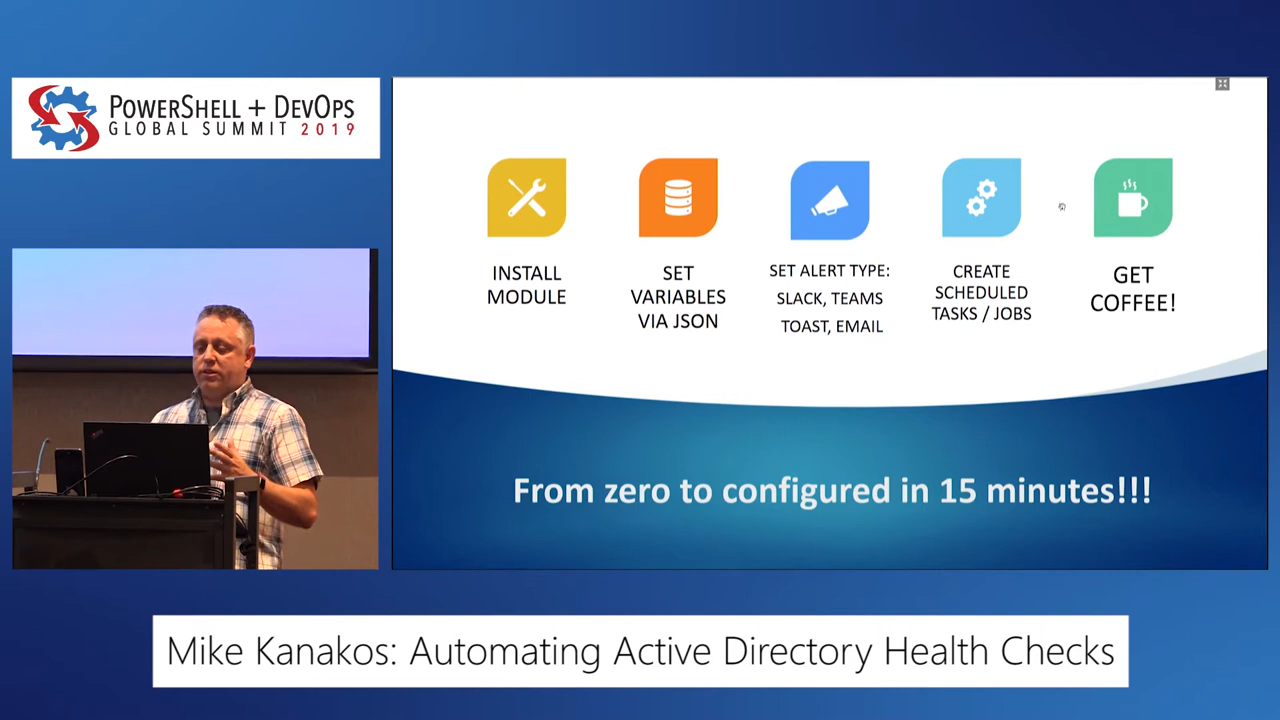 POWERSHELL + DEVOPS
GLOBAL SUMMIT 2019
INSTALL
MODULE
SET
VARIABLES
VIA JSON
SET ALERT TYPE:
SLACK, TEAMS
TOAST, EMAIL
CREATE
SCHEDULED
TASKS / JOBS
GET
COFFEE!
From zero to configured in 15 minutes!!!
Mike Kanakos: Automating Active Directory Health Checks